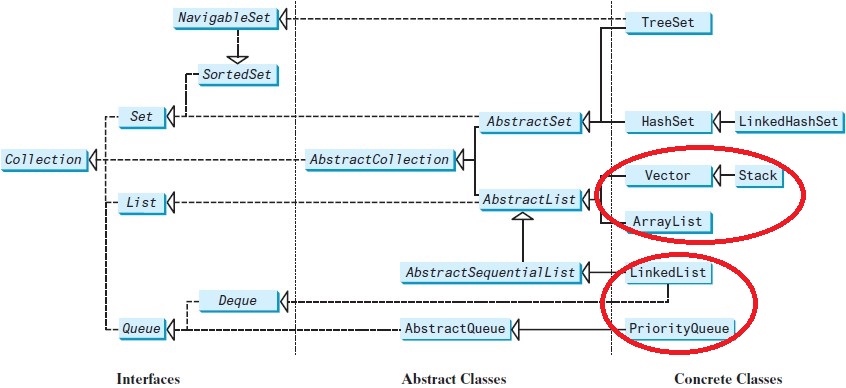 NavigableSet
TreeSet
SortedSet
Set
AbstractSet
HashSet
LinkedHashSet
Collection
AbstractCollection
Vector
Stack
List
AbstractList
ArrayList
AbstractSequentialList
LinkedList
Deque
Queue
AbstractQueue
PriorityQueue
Interfaces
Abstract Classes
Concrete Classes